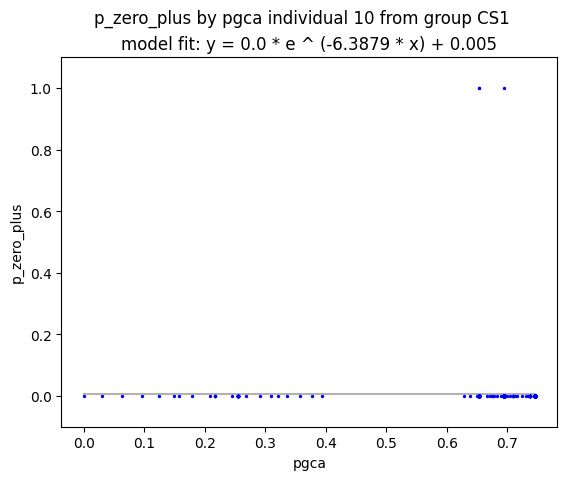 p_zero_plus by pgca individual 10 from group CS1
model fit: y = 0.0 * e ^ (-6.3879 * x) + 0.005
1.0
0.8
0.6
0.4
0.2
0.0
p_zero_plus
0.0 0.1 0.2 0.3 0.4 0.5 0.6 0.7
pgca